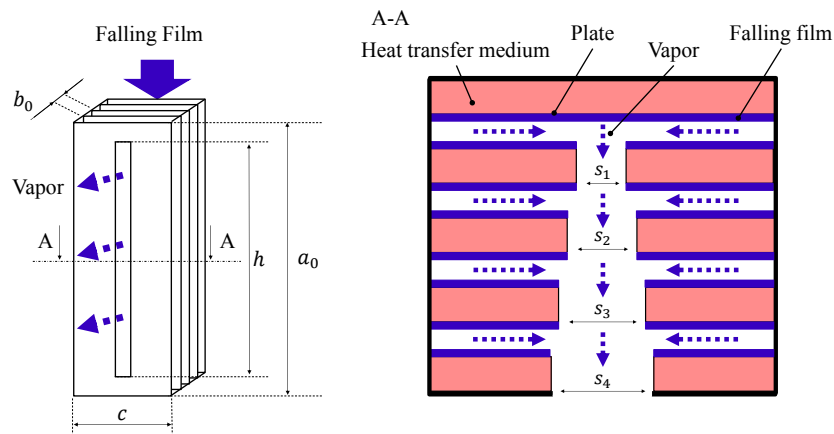 Falling Film
b₀
Vapor
A
A
h
a₀
c
A-A
Plate
Vapor
Falling film
Heat transfer medium
s₁
s₂
s₃
s₄